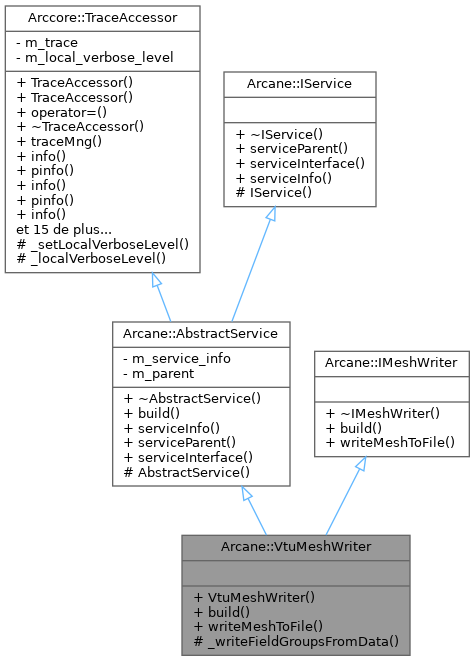 Arccore::TraceAccessor
- m_trace
- m_local_verbose_level
+ TraceAccessor()
+ TraceAccessor()
+ operator=()
+ ~TraceAccessor()
+ traceMng()
+ info()
+ pinfo()
+ info()
+ pinfo()
+ info()
et 15 de plus...
# _setLocalVerboseLevel()
# _localVerboseLevel()
Arcane::IService
+ ~IService()
+ serviceParent()
+ serviceInterface()
+ serviceInfo()
# IService()
Arcane::AbstractService
- m_service_info
- m_parent
+ ~AbstractService()
+ build()
+ serviceInfo()
+ serviceParent()
+ serviceInterface()
# AbstractService()
Arcane::IMeshWriter
+ ~IMeshWriter()
+ build()
+ writeMeshToFile()
Arcane::VtuMeshWriter
+ VtuMeshWriter()
+ build()
+ writeMeshToFile()
# _writeFieldGroupsFromData()